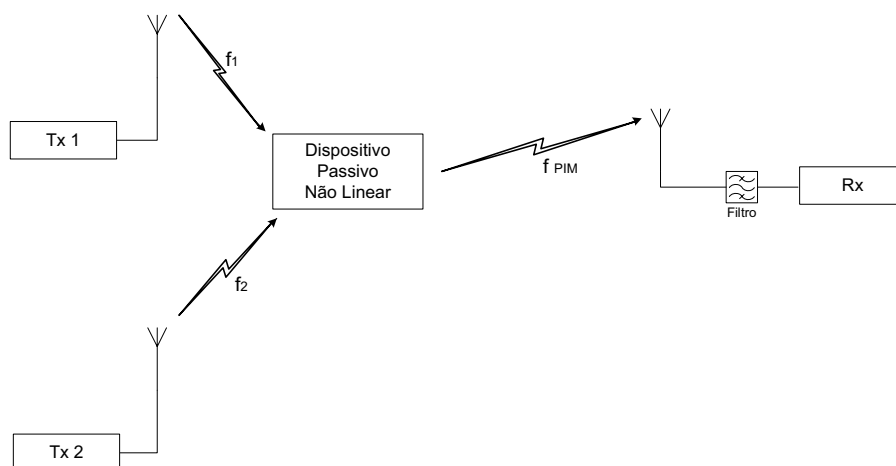 f1
Tx 1
Dispositivo
Passivo
Não Linear
f PIM
Rx
Filtro
f2
Tx 2